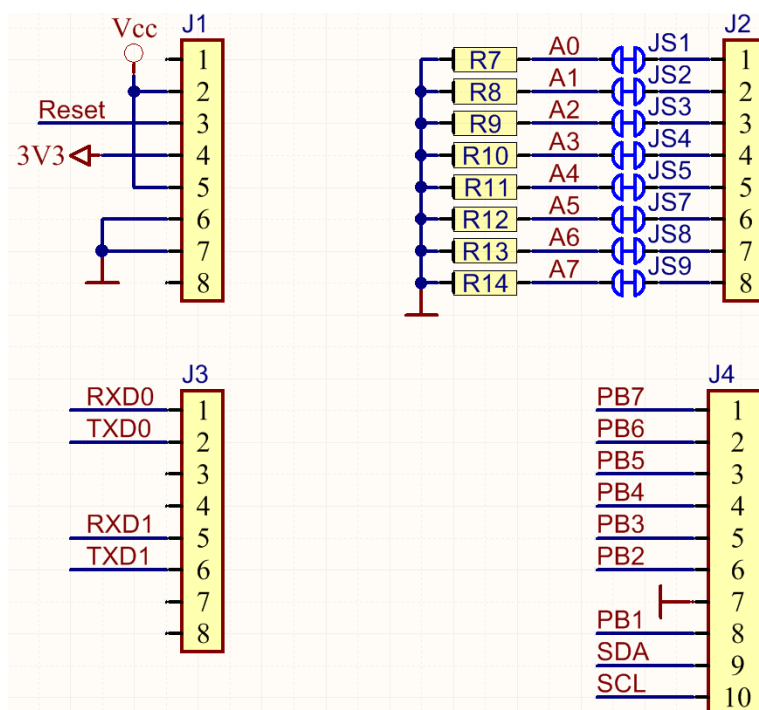 J1
Vcc
1
2
Reset 3
3V3 4
5
6
7
8
J2
R7 A0 JS1 1
R8 A1 JS2 2
R9 A2 JS3 3
R10 A3 JS4 4
R11 A4 JS5 5
R12 A5 JS7 6
R13 A6 JS8 7
R14 A7 JS9 8
J3
RXD0 1
TXD0 2
3
4
RXD1 5
TXD1 6
7
8
J4
PB7 1
PB6 2
PB5 3
PB4 4
PB3 5
PB2 6
7
PB1 8
SDA 9
SCL 10